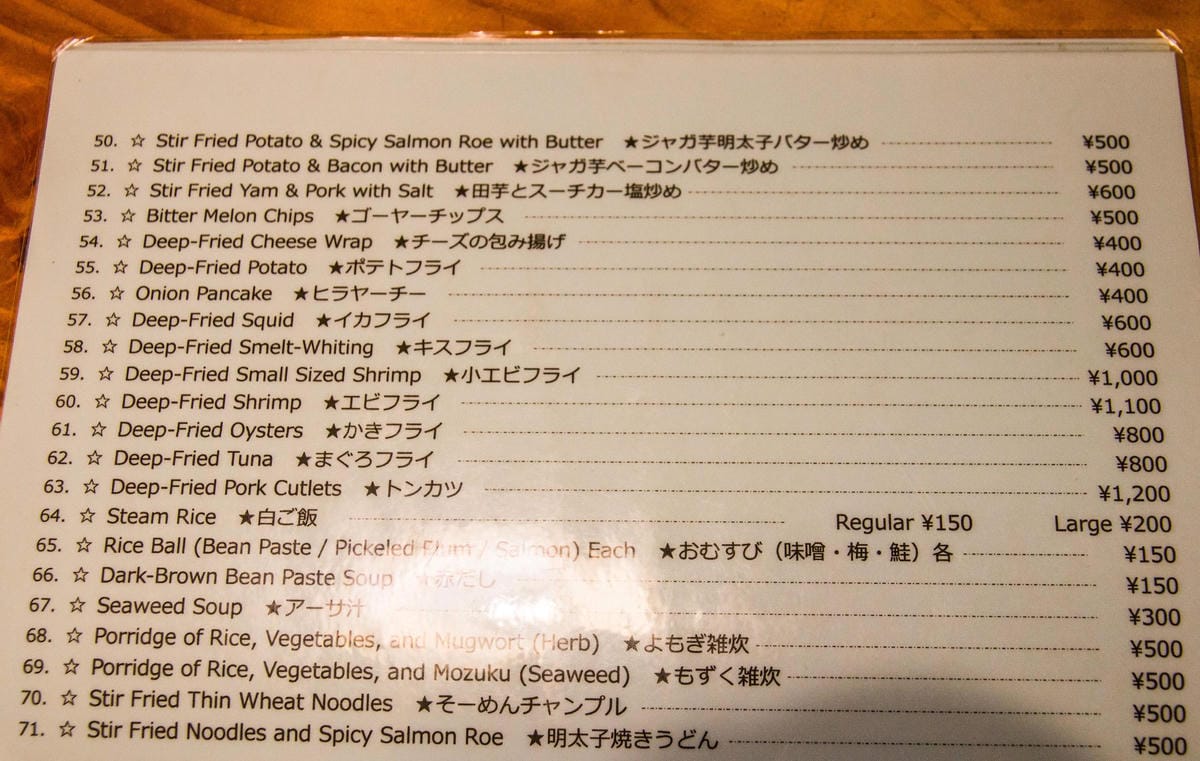 50. ☆ Stir Fried Potato & Spicy Salmon Roe with Butter ★ジャガ芋明太子バター炒め ¥500
51. ☆ Stir Fried Potato & Bacon with Butter ★ジャガ芋ベーコンバター炒め ¥500
52. ☆ Stir Fried Yam & Pork with Salt ★田芋とスーチカー塩炒め ¥600
53. ☆ Bitter Melon Chips ★ゴーヤーチップス ¥500
54. ☆ Deep-Fried Cheese Wrap ★チーズの包み揚げ ¥400
55. ☆ Deep-Fried Potato ★ポテトフライ ¥400
56. ☆ Onion Pancake ★ヒラヤーチー ¥400
57. ☆ Deep-Fried Squid ★イカフライ ¥600
58. ☆ Deep-Fried Smelt-Whiting ★キスフライ ¥600
59. ☆ Deep-Fried Small Sized Shrimp ★小エビフライ ¥1,000
60. ☆ Deep-Fried Shrimp ★エビフライ ¥1,100
61. ☆ Deep-Fried Oysters ★かきフライ ¥800
62. ☆ Deep-Fried Tuna ★まぐろフライ ¥800
63. ☆ Deep-Fried Pork Cutlets ★トンカツ ¥1,200
64. ☆ Steam Rice ★白ご飯 Regular ¥150 Large ¥200
65. ☆ Rice Ball (Bean Paste / Pickeled Plum / Salmon) Each ★おむすび（味噌・梅・鮭）各 ¥150
66. ☆ Dark-Brown Bean Paste Soup ★赤だし ¥150
67. ☆ Seaweed Soup ★アーサ汁 ¥300
68. ☆ Porridge of Rice, Vegetables, and Mugwort (Herb) ★よもぎ雑炊 ¥500
69. ☆ Porridge of Rice, Vegetables, and Mozuku (Seaweed) ★もずく雑炊 ¥500
70. ☆ Stir Fried Thin Wheat Noodles ★そーめんチャンプル ¥500
71. ☆ Stir Fried Noodles and Spicy Salmon Roe ★明太子焼きうどん ¥500